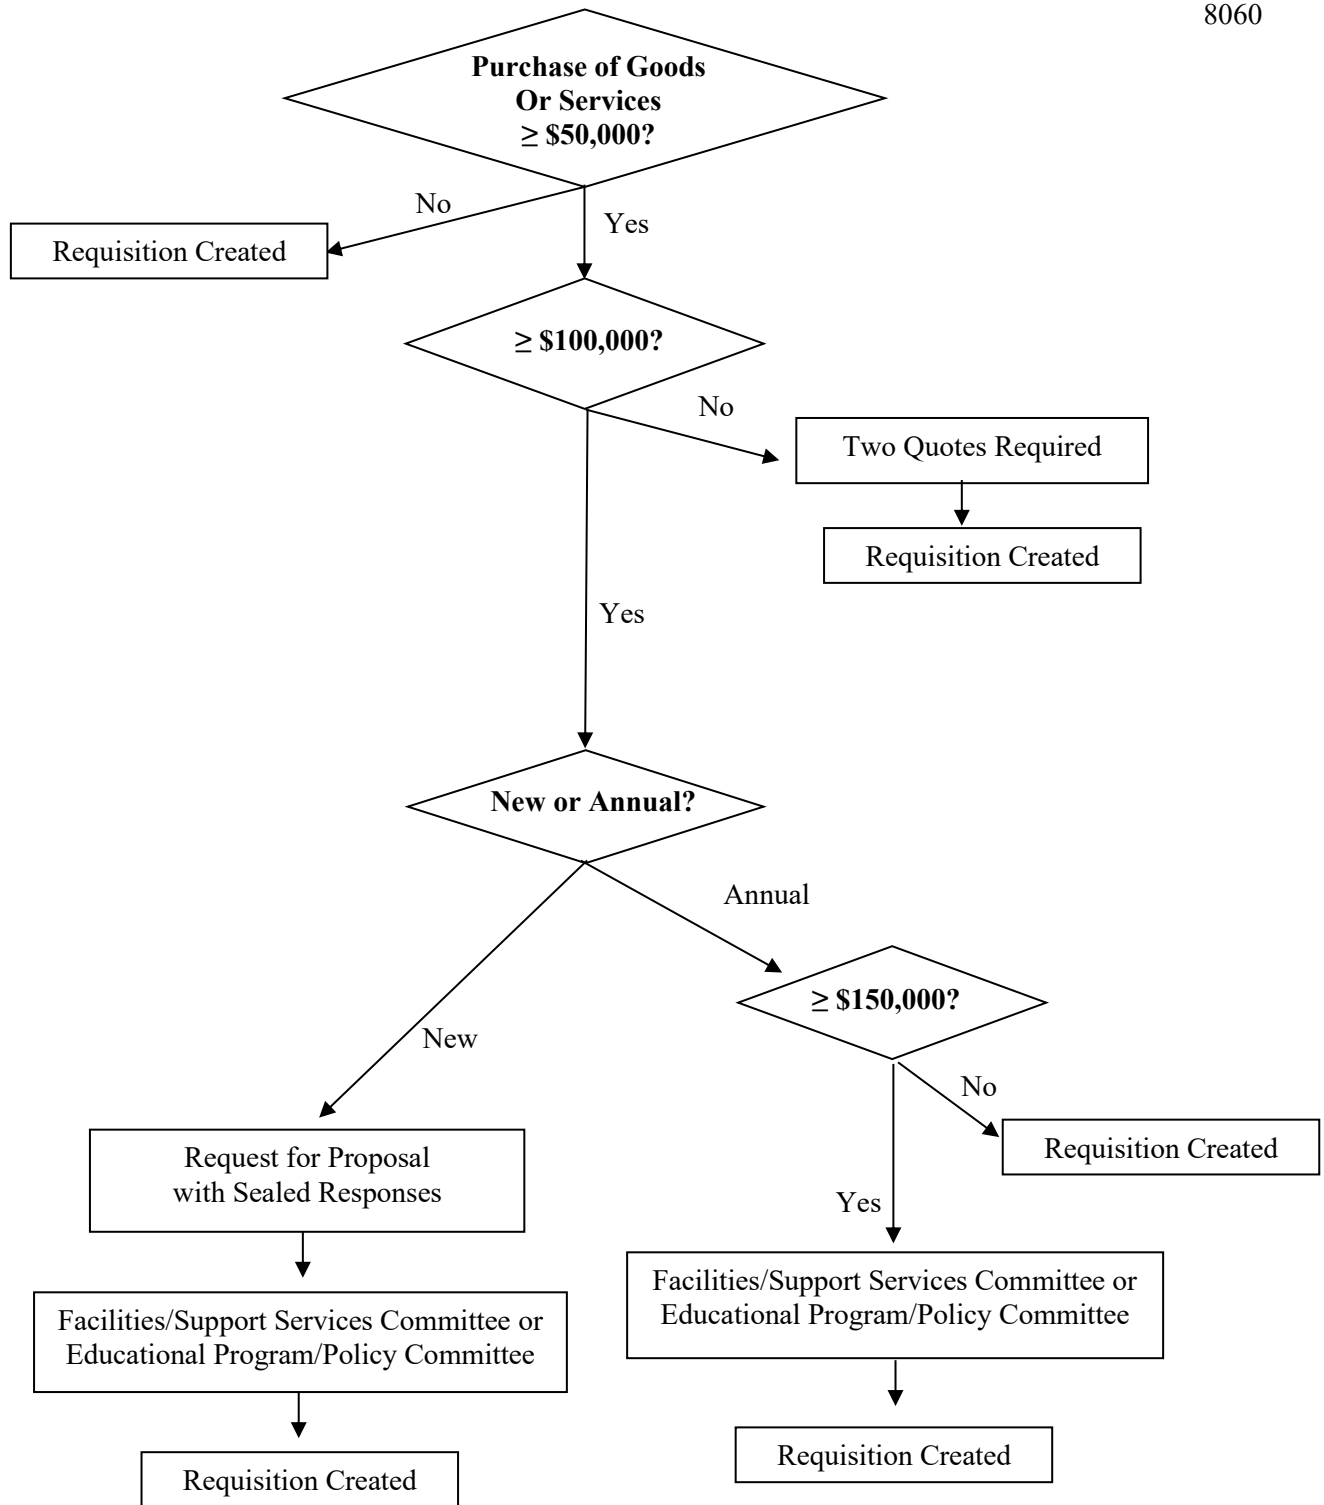 8060
Purchase of Goods
Or Services
≥ $50,000?
No
Yes
Requisition Created
≥ $100,000?
No
Two Quotes Required
Requisition Created
Yes
New or Annual?
Annual
≥ $150,000?
New
No
Requisition Created
Request for Proposal
with Sealed Responses
Yes
Facilities/Support Services Committee or
Educational Program/Policy Committee
Facilities/Support Services Committee or
Educational Program/Policy Committee
Requisition Created
Requisition Created